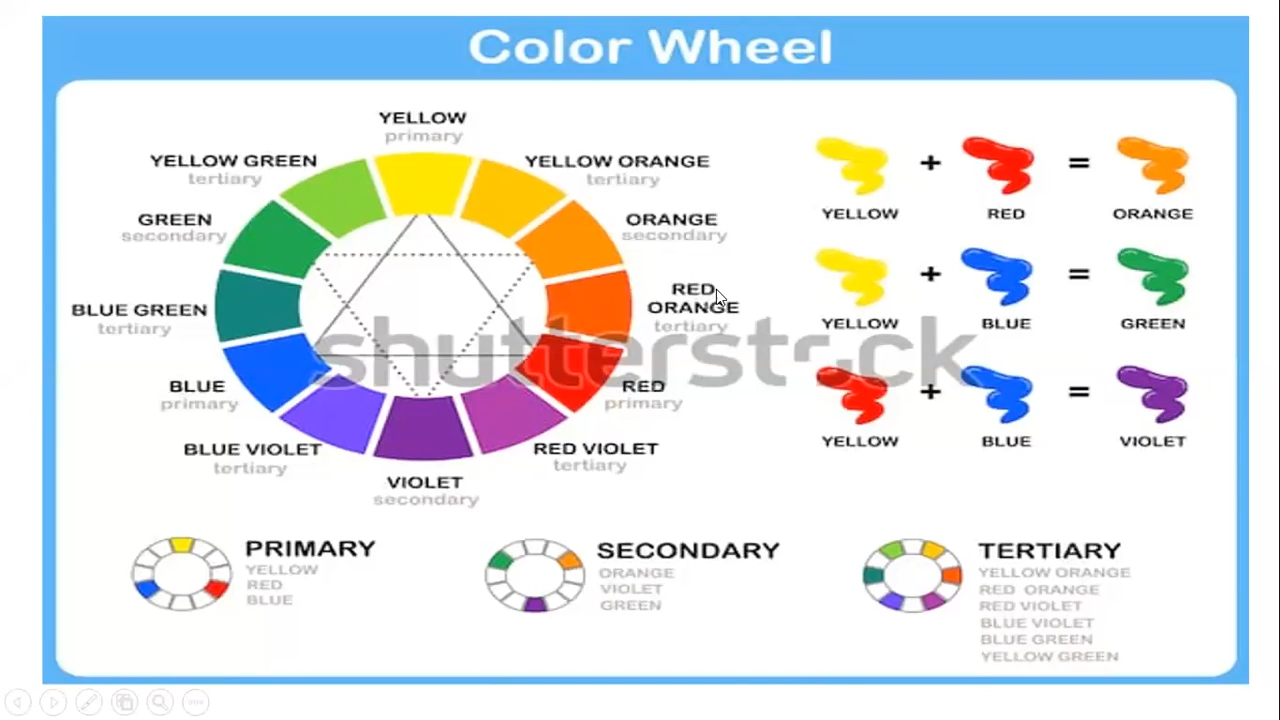 Color Wheel
YELLOW
primary
YELLOW GREEN
tertiary
YELLOW ORANGE
tertiary
GREEN
secondary
ORANGE
secondary
BLUE GREEN
tertiary
RED
ORANGE
tertiary
BLUE
primary
RED
primary
BLUE VIOLET
tertiary
RED VIOLET
tertiary
VIOLET
secondary
shutterstock
+ =
YELLOW RED ORANGE
+ =
YELLOW BLUE GREEN
+ =
YELLOW BLUE VIOLET
PRIMARY
YELLOW
RED
BLUE
SECONDARY
ORANGE
VIOLET
GREEN
TERTIARY
YELLOW ORANGE
RED ORANGE
RED VIOLET
BLUE VIOLET
BLUE GREEN
YELLOW GREEN